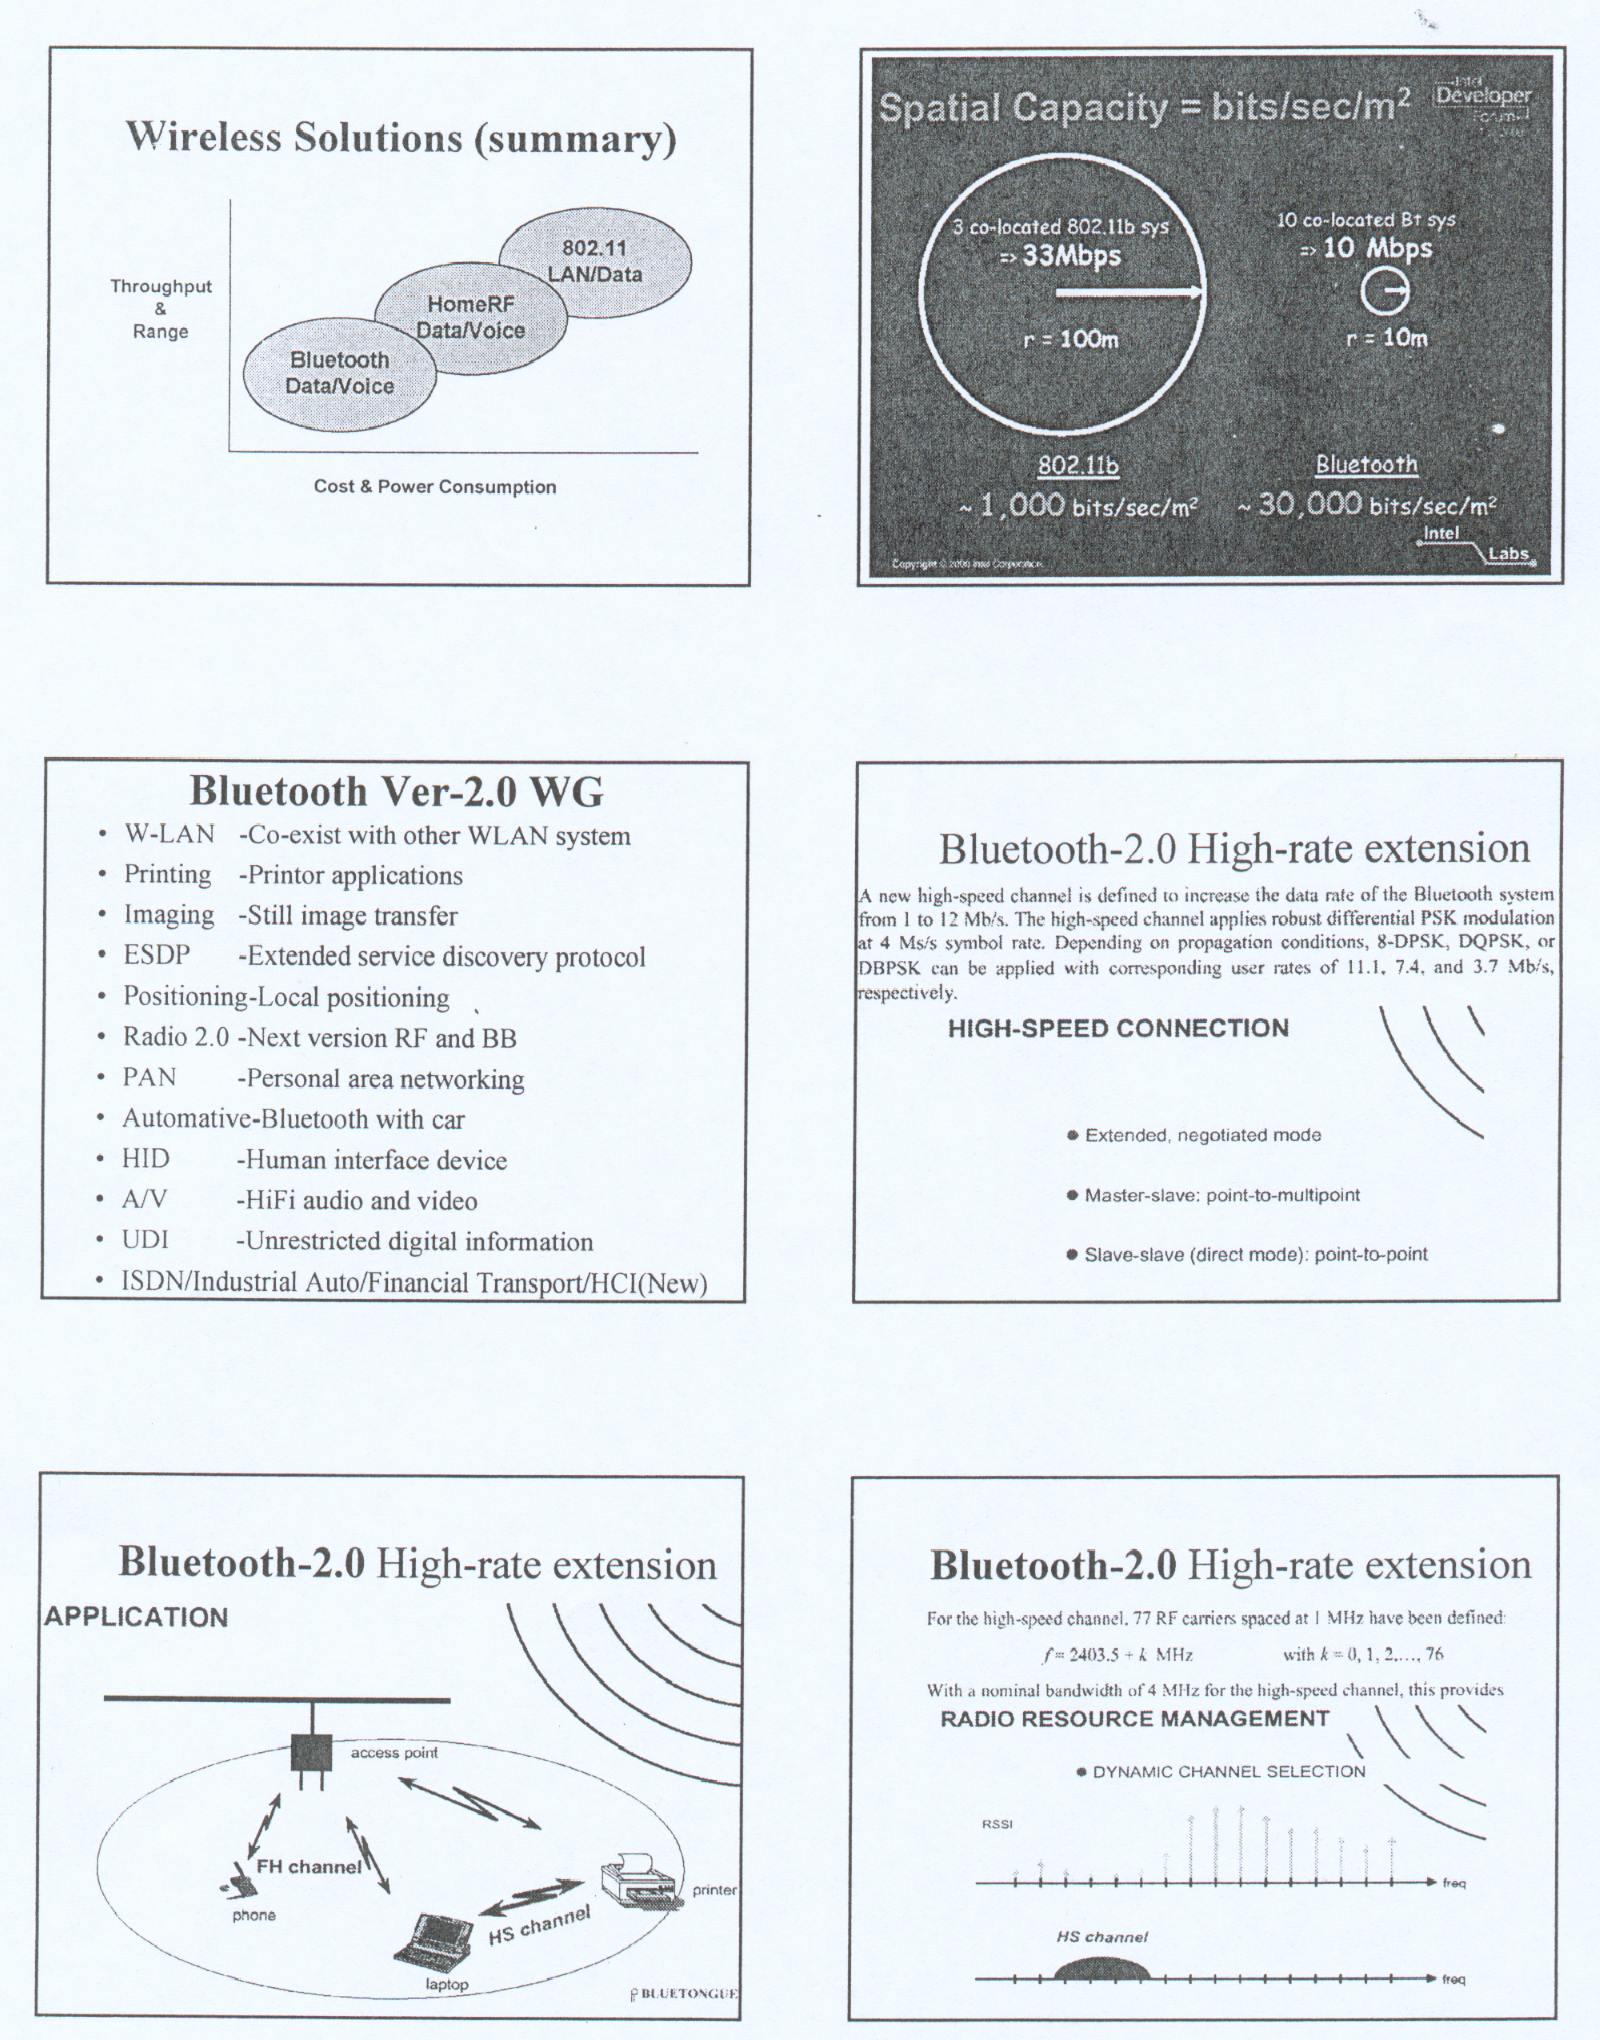 Wireless Solutions (summary)
Throughput
&
Range
802.11
LAN/Data
HomeRF
Data/Voice
Bluetooth
Data/Voice
Cost & Power Consumption
Spatial Capacity = bits/sec/m²
Intel
Developer
Forum
3 co-located 802.11b sys
=> 33Mbps
r = 100m
10 co-located Bt sys
=> 10 Mbps
r = 10m
802.11b
~ 1,000 bits/sec/m²
Bluetooth
~ 30,000 bits/sec/m²
Intel
Labs
Copyright © 2000 Intel Corporation.
Bluetooth Ver-2.0 WG
• W-LAN -Co-exist with other WLAN system
• Printing -Printor applications
• Imaging -Still image transfer
• ESDP -Extended service discovery protocol
• Positioning-Local positioning
• Radio 2.0 -Next version RF and BB
• PAN -Personal area networking
• Automative-Bluetooth with car
• HID -Human interface device
• A/V -HiFi audio and video
• UDI -Unrestricted digital information
• ISDN/Industrial Auto/Financial Transport/HCI(New)
Bluetooth-2.0 High-rate extension
A new high-speed channel is defined to increase the data rate of the Bluetooth system
from 1 to 12 Mb/s. The high-speed channel applies robust differential PSK modulation
at 4 Ms/s symbol rate. Depending on propagation conditions, 8-DPSK, DQPSK, or
DBPSK can be applied with corresponding user rates of 11.1, 7.4, and 3.7 Mb/s,
respectively.
HIGH-SPEED CONNECTION
● Extended, negotiated mode
● Master-slave: point-to-multipoint
● Slave-slave (direct mode): point-to-point
Bluetooth-2.0 High-rate extension
APPLICATION
access point
FH channel
phone
HS channel
printer
laptop
BLUETONGUE
Bluetooth-2.0 High-rate extension
For the high-speed channel, 77 RF carriers spaced at 1 MHz have been defined:
f = 2403.5 + k MHz with k = 0, 1, 2,..., 76
With a nominal bandwidth of 4 MHz for the high-speed channel, this provides
RADIO RESOURCE MANAGEMENT
● DYNAMIC CHANNEL SELECTION
RSSI
freq
HS channel
freq